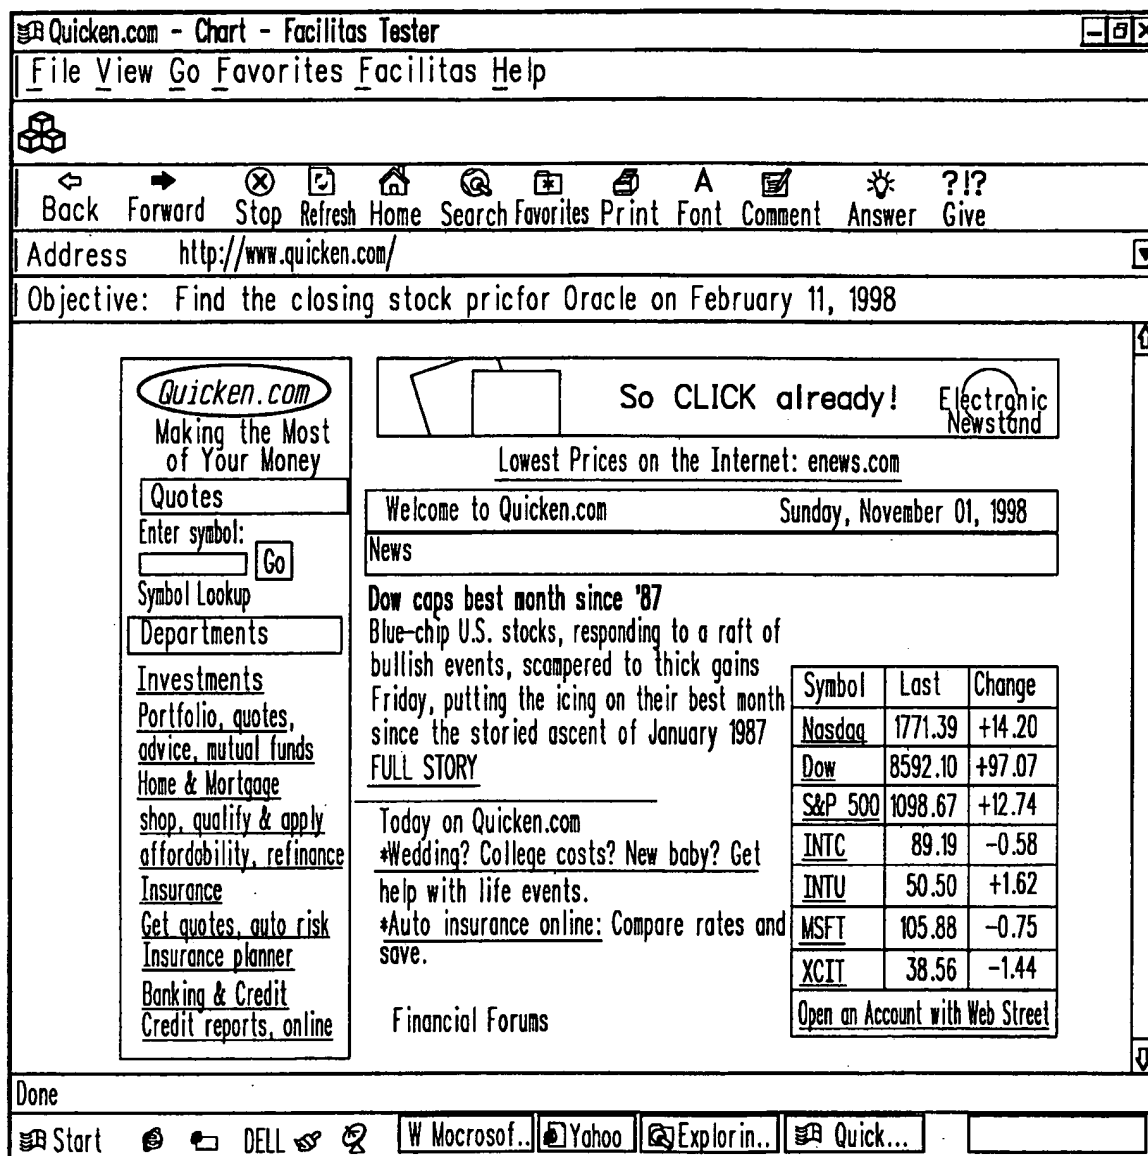 Quicken.com - Chart - Facilitas Tester
File View Go Favorites Facilitas Help
Back Forward Stop Refresh Home Search Favorites Print Font Comment Answer Give
A ?!?
Address http://www.quicken.com/
Objective: Find the closing stock pricfor Oracle on February 11, 1998
Quicken.com
Making the Most
of Your Money
Quotes
Enter symbol:
Go
Symbol Lookup
Departments
Investments
Portfolio, quotes,
advice, mutual funds
Home & Mortgage
shop, qualify & apply
affordability, refinance
Insurance
Get quotes, auto risk
Insurance planner
Banking & Credit
Credit reports, online
So CLICK already!
Electronic
Newstand
Lowest Prices on the Internet: enews.com
Welcome to Quicken.com Sunday, November 01, 1998
News
Dow caps best month since '87
Blue-chip U.S. stocks, responding to a raft of
bullish events, scampered to thick gains
Friday, putting the icing on their best month
since the storied ascent of January 1987
FULL STORY
Today on Quicken.com
*Wedding? College costs? New baby? Get
help with life events.
*Auto insurance online: Compare rates and
save.
Financial Forums
Symbol Last Change
Nasdaq 1771.39 +14.20
Dow 8592.10 +97.07
S&P 500 1098.67 +12.74
INTC 89.19 -0.58
INTU 50.50 +1.62
MSFT 105.88 -0.75
XCIT 38.56 -1.44
Open an Account with Web Street
Done
Start DELL W Mocrosof.. Yahoo Explorin.. Quick...